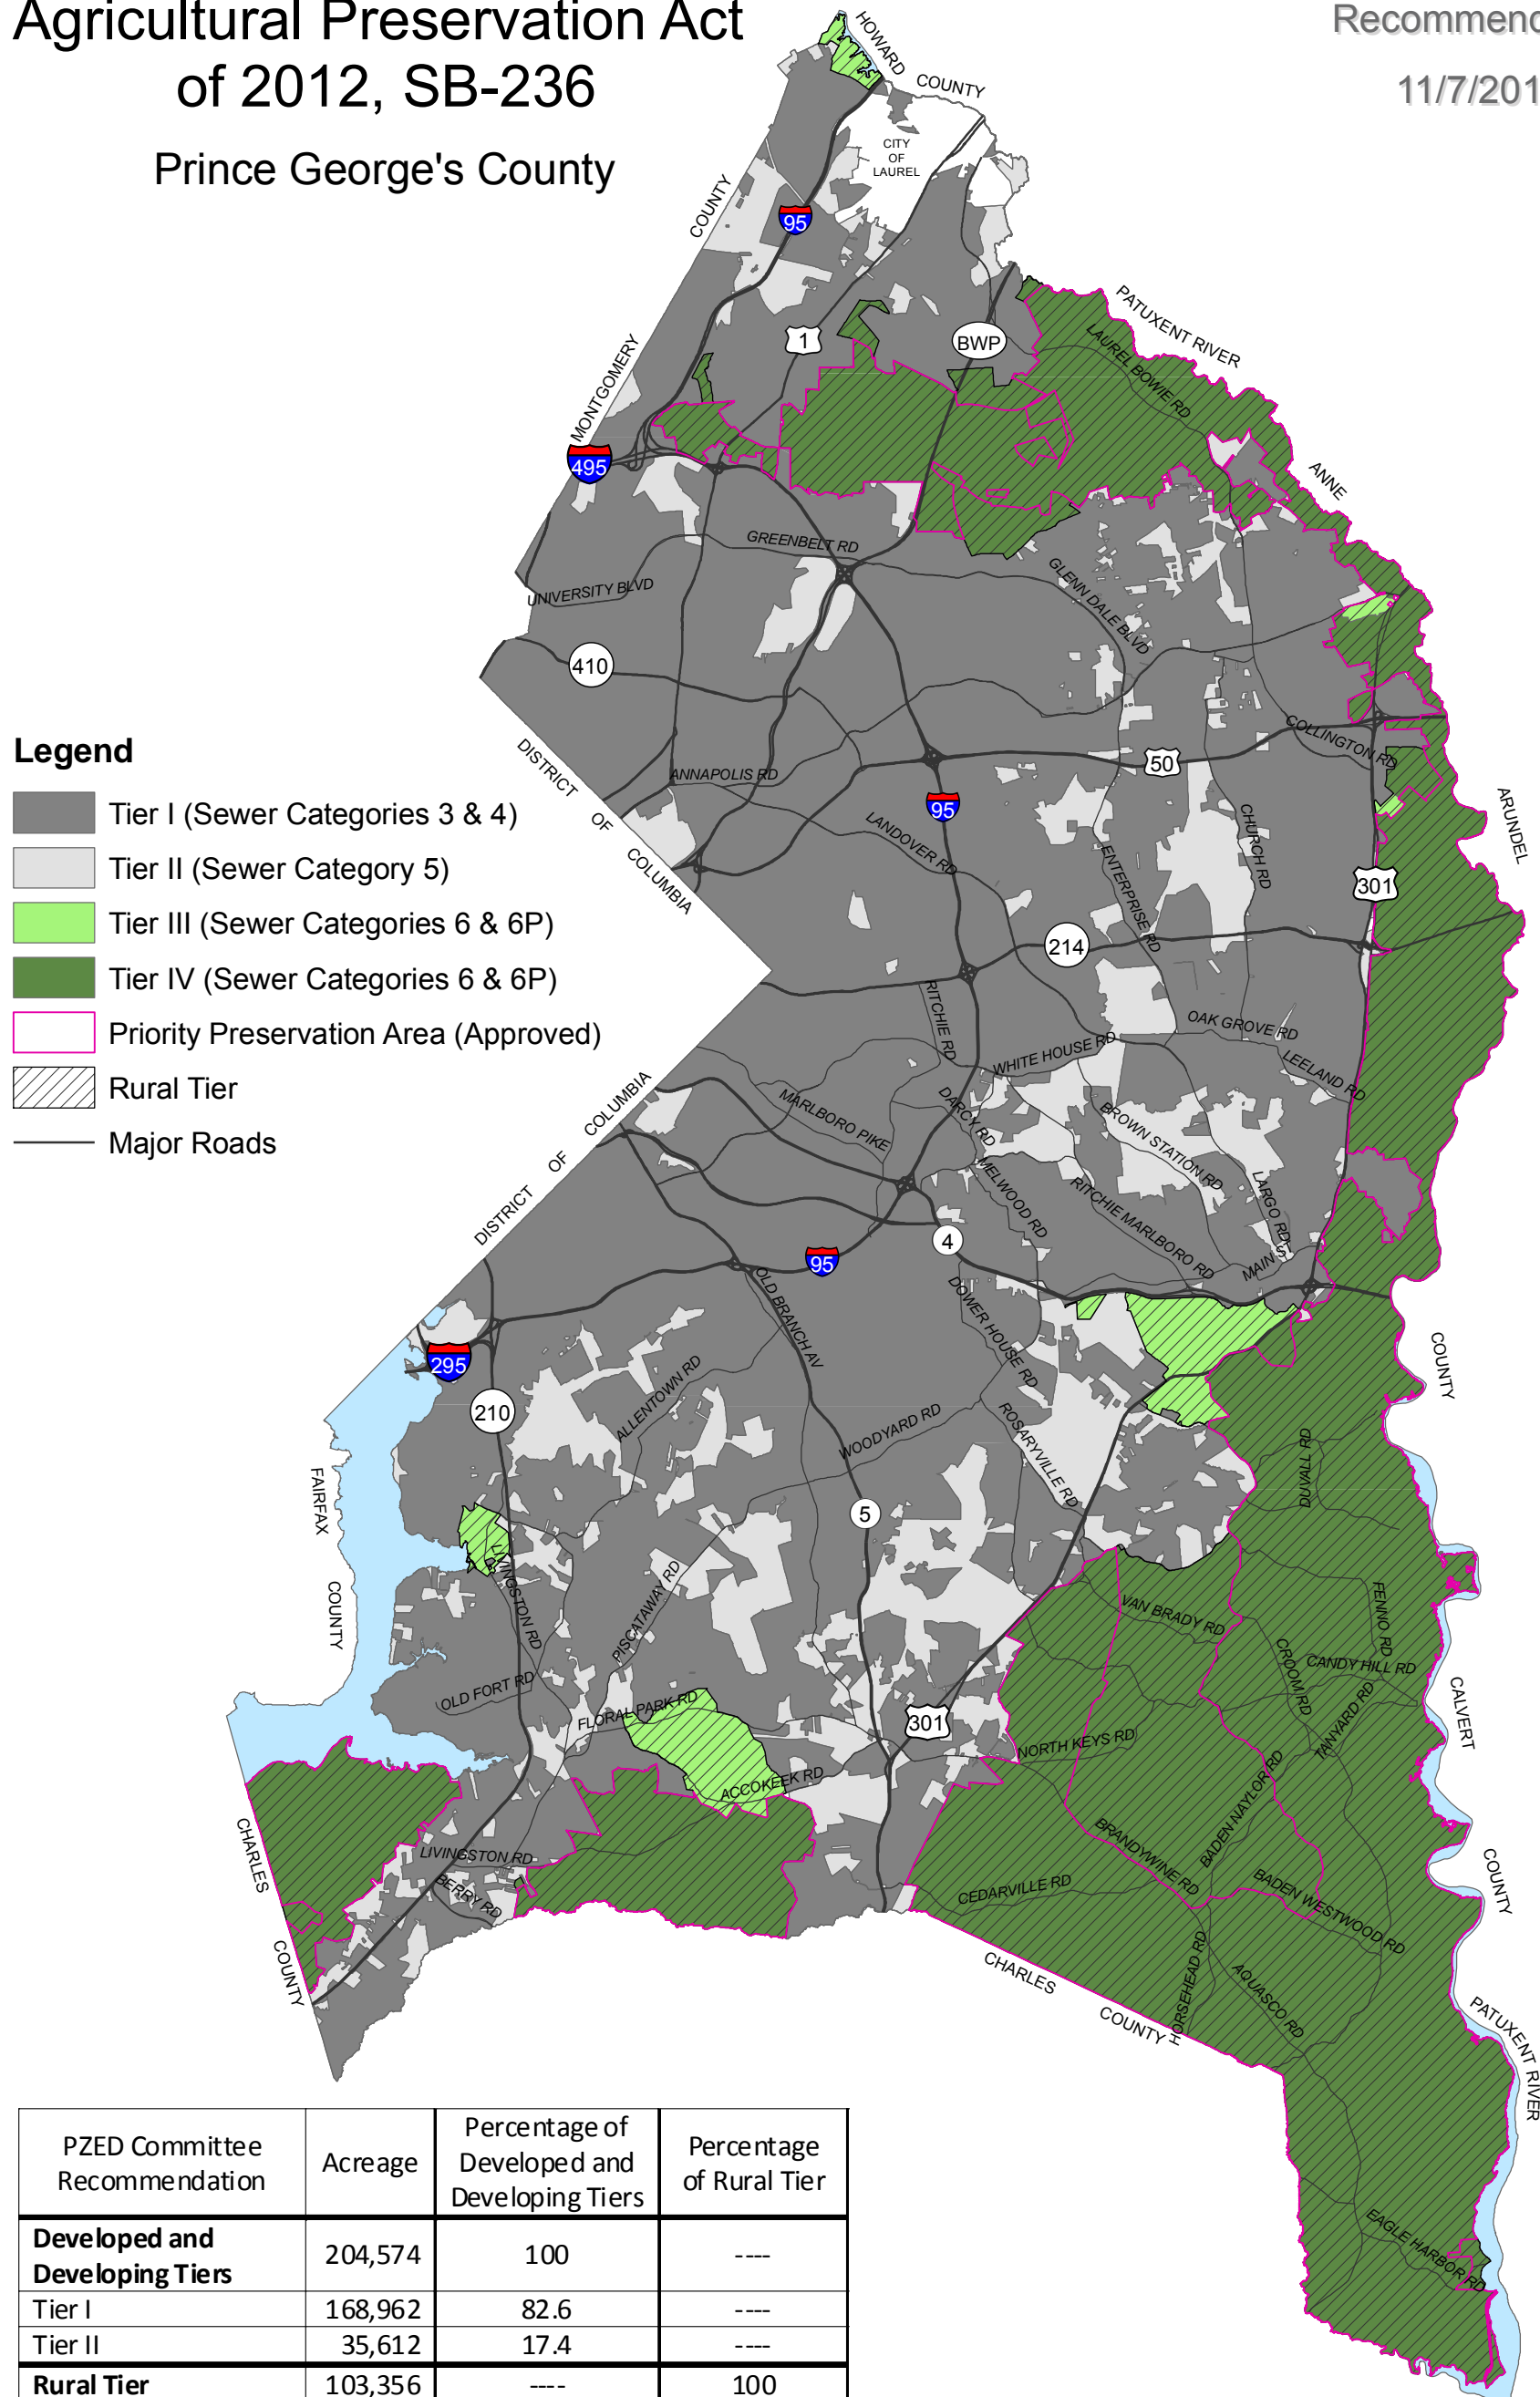 Agricultural Preservation Act
of 2012, SB-236
Prince George's County
Recommend
11/7/201
HOWARD
COUNTY
CITY
OF
LAUREL
COUNTY
95
MONTGOMERY
1
BWP
PATUXENT RIVER
LAUREL BOWIE RD
495
ANNE
GREENBELT RD
UNIVERSITY BLVD
GLENN DALE BLVD
410
DISTRICT
OF
COLUMBIA
ANNAPOLIS RD
COLLINGTON RD
50
95
LANDOVER RD
ENTERPRISE RD
CHURCH RD
ARUNDEL
301
214
RITCHIE RD
OAK GROVE RD
WHITE HOUSE RD
LEELAND RD
Legend
Tier I (Sewer Categories 3 & 4)
Tier II (Sewer Category 5)
Tier III (Sewer Categories 6 & 6P)
Tier IV (Sewer Categories 6 & 6P)
Priority Preservation Area (Approved)
Rural Tier
Major Roads
DISTRICT
OF
COLUMBIA
MARLBORO PIKE
DARCY RD
BROWN STATION RD
MELWOOD RD
RITCHIE MARLBORO RD
LARGO RD
MAIN ST
4
95
OLD BRANCH AV
DOWER HOUSE RD
295
210
ALLENTOWN RD
WOODYARD RD
ROSARYVILLE RD
COUNTY
DUVALL RD
FAIRFAX
COUNTY
5
LIVINGSTON RD
PISCATAWAY RD
VAN BRADY RD
FENNO RD
CROOM RD
CANDY HILL RD
CALVERT
OLD FORT RD
FLORAL PARK RD
301
TANYARD RD
NORTH KEYS RD
ACCOKEEK RD
BADEN NAYLOR RD
CHARLES
LIVINGSTON RD
BERRY RD
BRANDYWINE RD
CEDARVILLE RD
BADEN WESTWOOD RD
COUNTY
COUNTY
CHARLES
COUNTY
HORSEHEAD RD
AQUASCO RD
PATUXENT RIVER
EAGLE HARBOR RD
PZED Committee Recommendation Acreage Percentage of Developed and Developing Tiers Percentage of Rural Tier
Developed and Developing Tiers 204,574 100 ----
Tier I 168,962 82.6 ----
Tier II 35,612 17.4 ----
Rural Tier 103,356 ---- 100